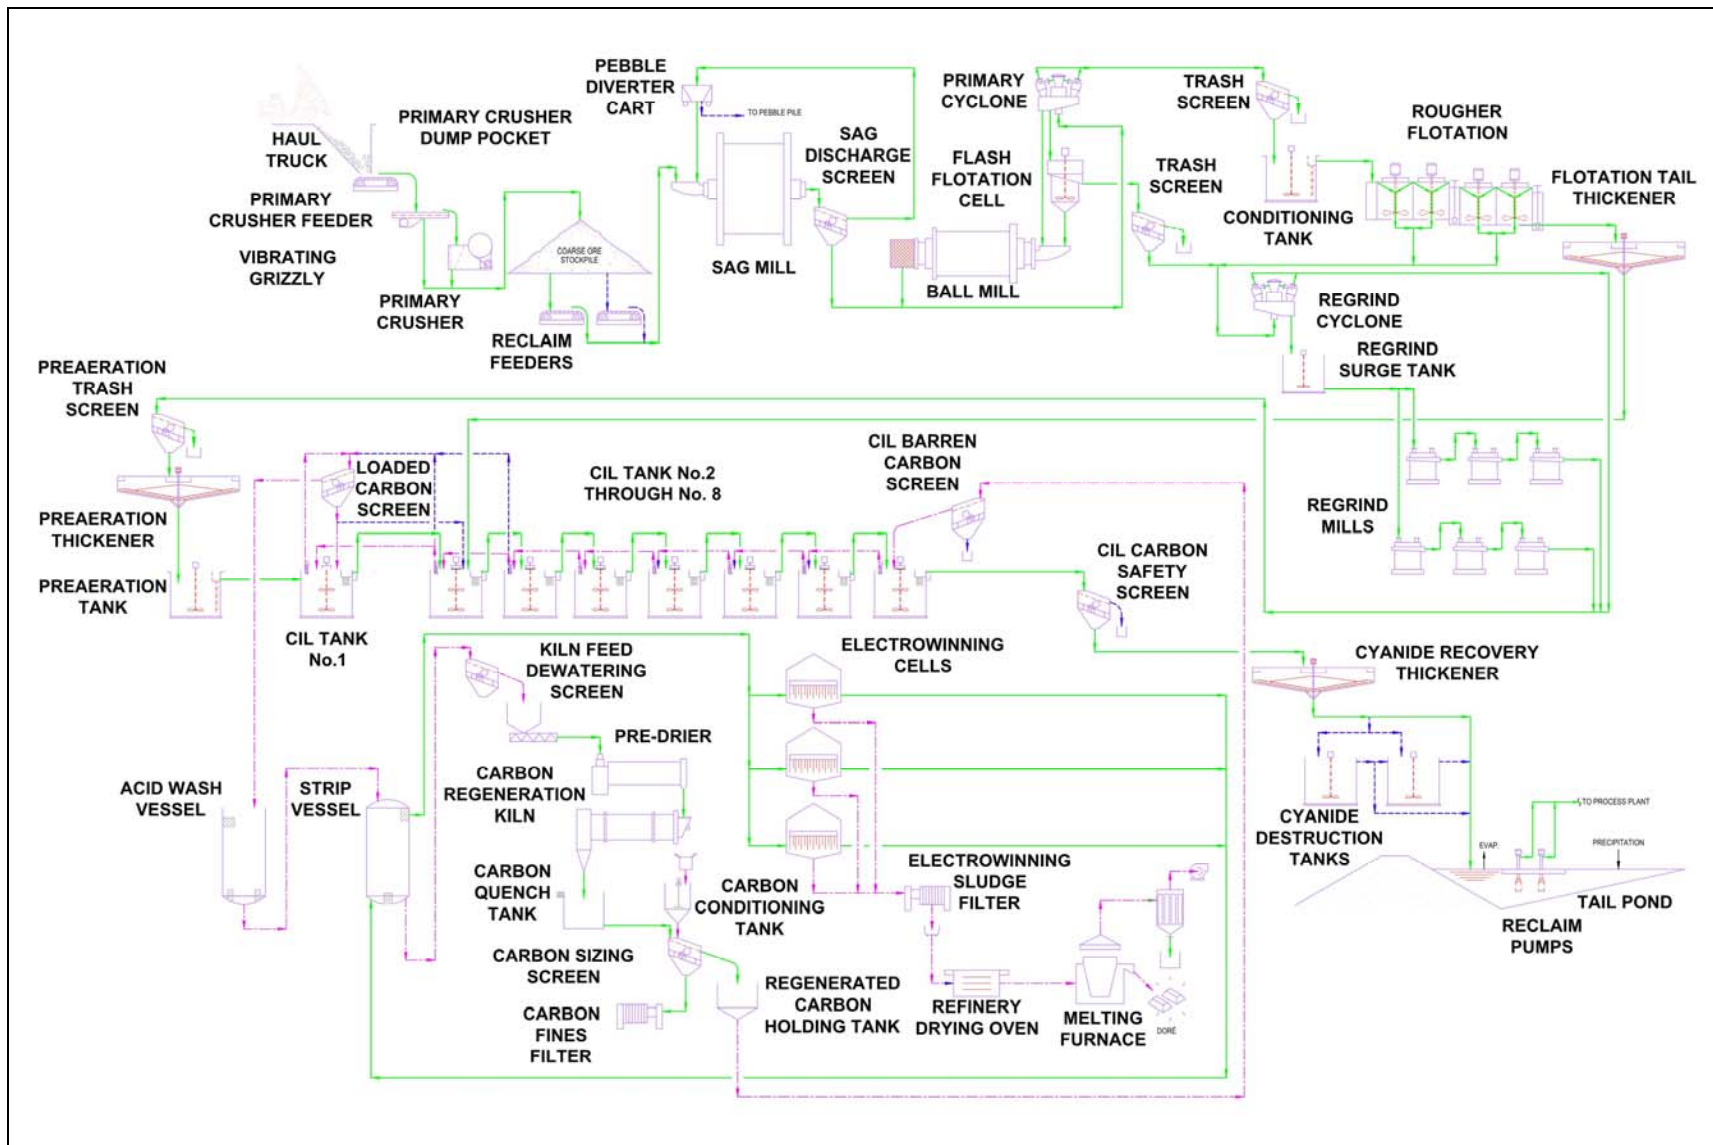 PEBBLE
DIVERTER
CART
TO PEBBLE PILE
PRIMARY
CYCLONE
TRASH
SCREEN
ROUGHER
FLOTATION
HAUL
TRUCK
PRIMARY CRUSHER
DUMP POCKET
SAG
DISCHARGE
SCREEN
FLASH
FLOTATION
CELL
TRASH
SCREEN
FLOTATION TAIL
THICKENER
PRIMARY
CRUSHER FEEDER
CONDITIONING
TANK
VIBRATING
GRIZZLY
COARSE ORE
STOCKPILE
SAG MILL
BALL MILL
PRIMARY
CRUSHER
REGRIND
CYCLONE
RECLAIM
FEEDERS
REGRIND
SURGE TANK
PREAERATION
TRASH
SCREEN
LOADED
CARBON
SCREEN
CIL TANK No.2
THROUGH No. 8
CIL BARREN
CARBON
SCREEN
REGRIND
MILLS
PREAERATION
THICKENER
CIL CARBON
SAFETY
SCREEN
PREAERATION
TANK
CIL TANK
No.1
KILN FEED
DEWATERING
SCREEN
ELECTROWINNING
CELLS
CYANIDE RECOVERY
THICKENER
PRE-DRIER
ACID WASH
VESSEL
STRIP
VESSEL
CARBON
REGENERATION
KILN
TO PROCESS PLANT
CYANIDE
DESTRUCTION
TANKS
EVAP.
PRECIPITATION
CARBON
QUENCH
TANK
CARBON
CONDITIONING
TANK
ELECTROWINNING
SLUDGE
FILTER
TAIL POND
RECLAIM
PUMPS
CARBON SIZING
SCREEN
REGENERATED
CARBON
HOLDING TANK
REFINERY
DRYING OVEN
MELTING
FURNACE
DORÉ
CARBON
FINES
FILTER